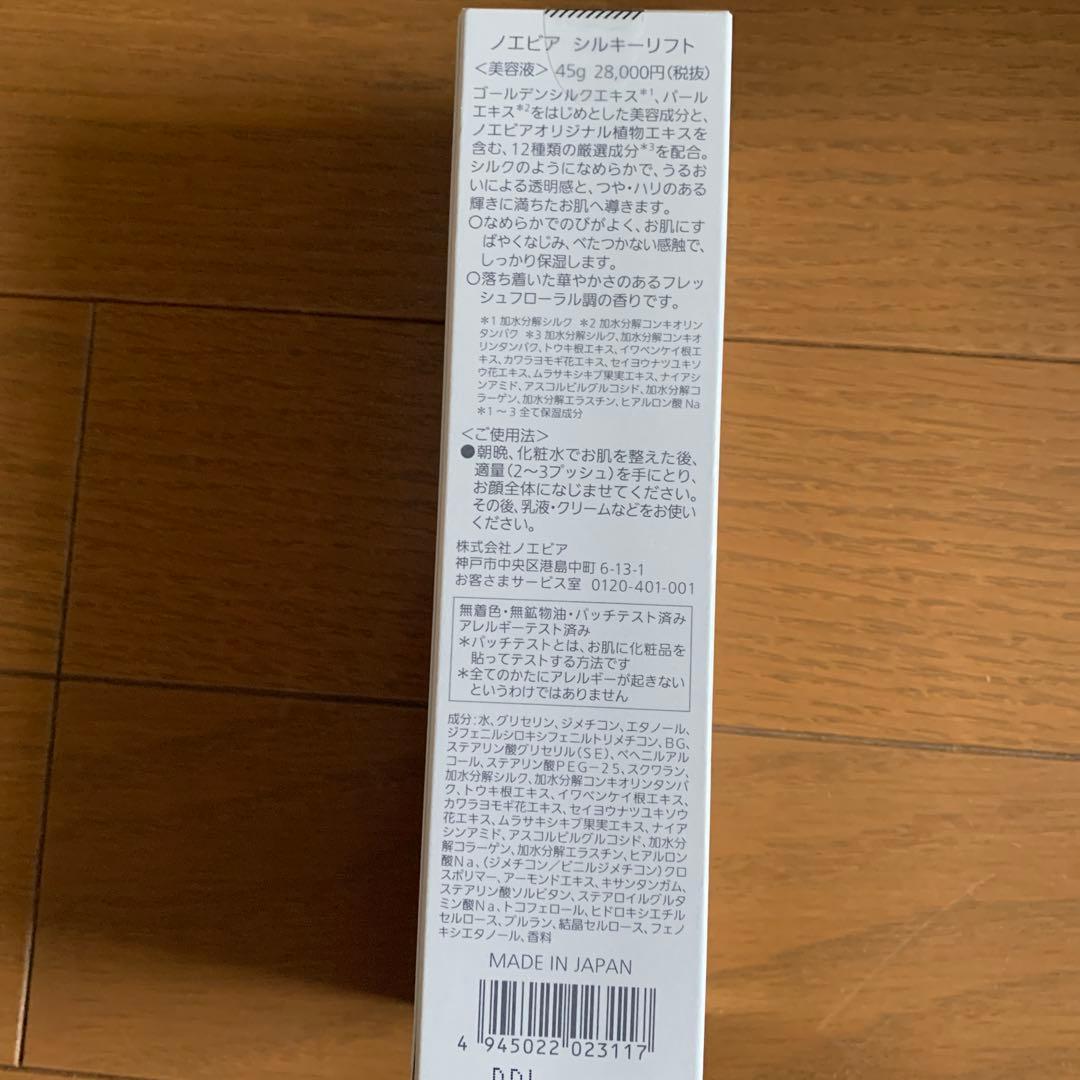 ノエビア シルキーリフト
＜美容液＞ 45g 28,000円(税抜)
ゴールデンシルクエキス＊1、パール
エキス＊2をはじめとした美容成分と、
ノエビアオリジナル植物エキスを
含む、12種類の厳選成分＊3を配合。
シルクのようになめらかで、うるお
いによる透明感と、つや・ハリのある
輝きに満ちたお肌へ導きます。
○なめらかでのびがよく、お肌にす
ばやくなじみ、べたつかない感触で、
しっかり保湿します。
○落ち着いた華やかさのあるフレッ
シュフローラル調の香りです。
＊1 加水分解シルク ＊2 加水分解コンキオリン
タンパク ＊3 加水分解シルク、加水分解コンキオ
リンタンパク、トウキ根エキス、イワベンケイ根エ
キス、カワラヨモギ花エキス、セイヨウナツユキソ
ウ花エキス、ムラサキシキブ果実エキス、ナイアシ
ンアミド、アスコルビルグルコシド、加水分解コ
ラーゲン、加水分解エラスチン、ヒアルロン酸 Na
＊1～3 全て保湿成分
＜ご使用法＞
●朝晩、化粧水でお肌を整えた後、
適量（2～3プッシュ）を手にとり、
お顔全体になじませてください。
その後、乳液・クリームなどをお使い
ください。
株式会社ノエビア
神戸市中央区港島中町 6-13-1
お客さまサービス室 0120-401-001
無着色・無鉱物油・パッチテスト済み
アレルギーテスト済み
＊パッチテストとは、お肌に化粧品を
貼ってテストする方法です
＊全てのかたにアレルギーが起きない
というわけではありません
成分：水、グリセリン、ジメチコン、エタノール、
ジフェニルシロキシフェニルトリメチコン、BG、
ステアリン酸グリセリル（SE）、ベヘニルアル
コール、ステアリン酸PEG－25、スクワラン、
加水分解シルク、加水分解コンキオリンタンパ
ク、トウキ根エキス、イワベンケイ根エキス、
カワラヨモギ花エキス、セイヨウナツユキソウ
花エキス、ムラサキシキブ果実エキス、ナイア
シンアミド、アスコルビルグルコシド、加水分
解コラーゲン、加水分解エラスチン、ヒアルロン
酸Na、（ジメチコン／ビニルジメチコン）クロ
スポリマー、アーモンドエキス、キサンタンガム、
ステアリン酸ソルビタン、ステアロイルグルタ
ミン酸Na、トコフェロール、ヒドロキシエチル
セルロース、プルラン、結晶セルロース、フェノ
キシエタノール、香料
MADE IN JAPAN
4 945022 023117